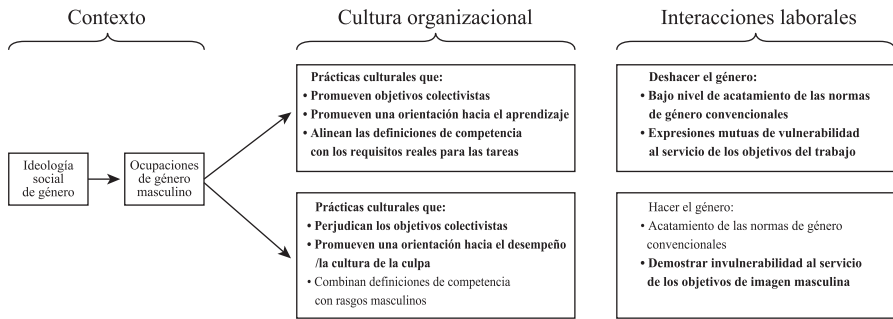 Contexto
Cultura organizacional
Interacciones laborales
Ideología
social
de género
Ocupaciones
de género
masculino
Prácticas culturales que:
• Promueven objetivos colectivistas
• Promueven una orientación hacia el aprendizaje
• Alinean las definiciones de competencia
con los requisitos reales para las tareas
Deshacer el género:
• Bajo nivel de acatamiento de las normas
de género convencionales
• Expresiones mutuas de vulnerabilidad
al servicio de los objetivos del trabajo
Prácticas culturales que:
• Perjudican los objetivos colectivistas
• Promueven una orientación hacia el desempeño
/la cultura de la culpa
• Combinan definiciones de competencia
con rasgos masculinos
Hacer el género:
• Acatamiento de las normas de género
convencionales
• Demostrar invulnerabilidad al servicio
de los objetivos de imagen masculina